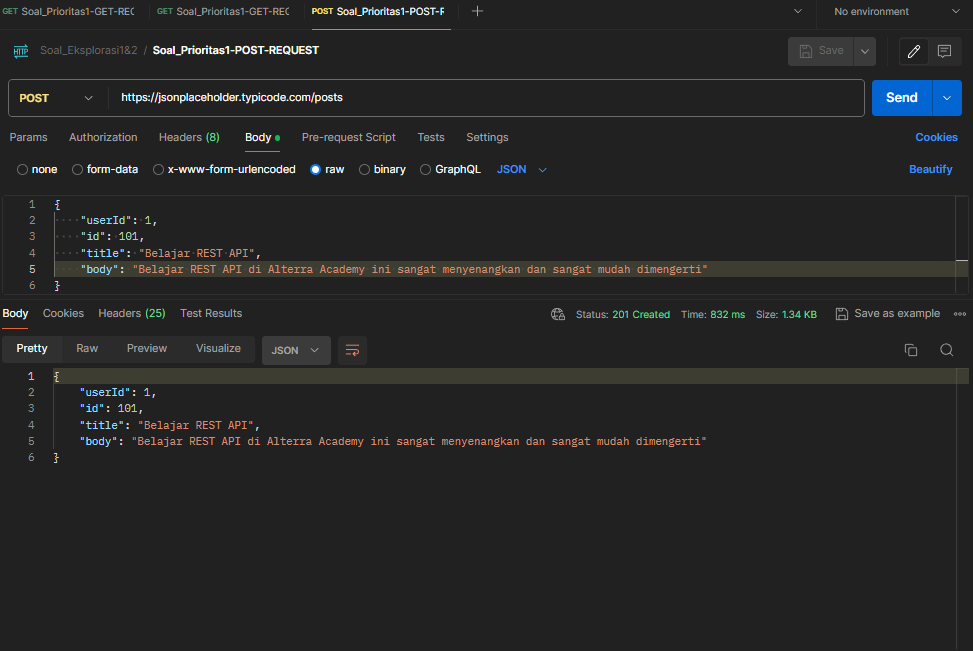 GET Soal_Prioritas1-GET-REC GET Soal_Prioritas1-GET-REC POST Soal_Prioritas1-POST-R No environment
HTTP Soal_Eksplorasi1&2 / Soal_Prioritas1-POST-REQUEST Save
POST https://jsonplaceholder.typicode.com/posts Send
Params Authorization Headers (8) Body Pre-request Script Tests Settings Cookies
none form-data x-www-form-urlencoded raw binary GraphQL JSON Beautify
1 {
2 "userId": 1,
3 "id": 101,
4 "title": "Belajar REST API",
5 "body": "Belajar REST API di Alterra Academy ini sangat menyenangkan dan sangat mudah dimengerti"
6 }
Body Cookies Headers (25) Test Results Status: 201 Created Time: 832 ms Size: 1.34 KB Save as example
Pretty Raw Preview Visualize JSON
1 {
2 "userId": 1,
3 "id": 101,
4 "title": "Belajar REST API",
5 "body": "Belajar REST API di Alterra Academy ini sangat menyenangkan dan sangat mudah dimengerti"
6 }